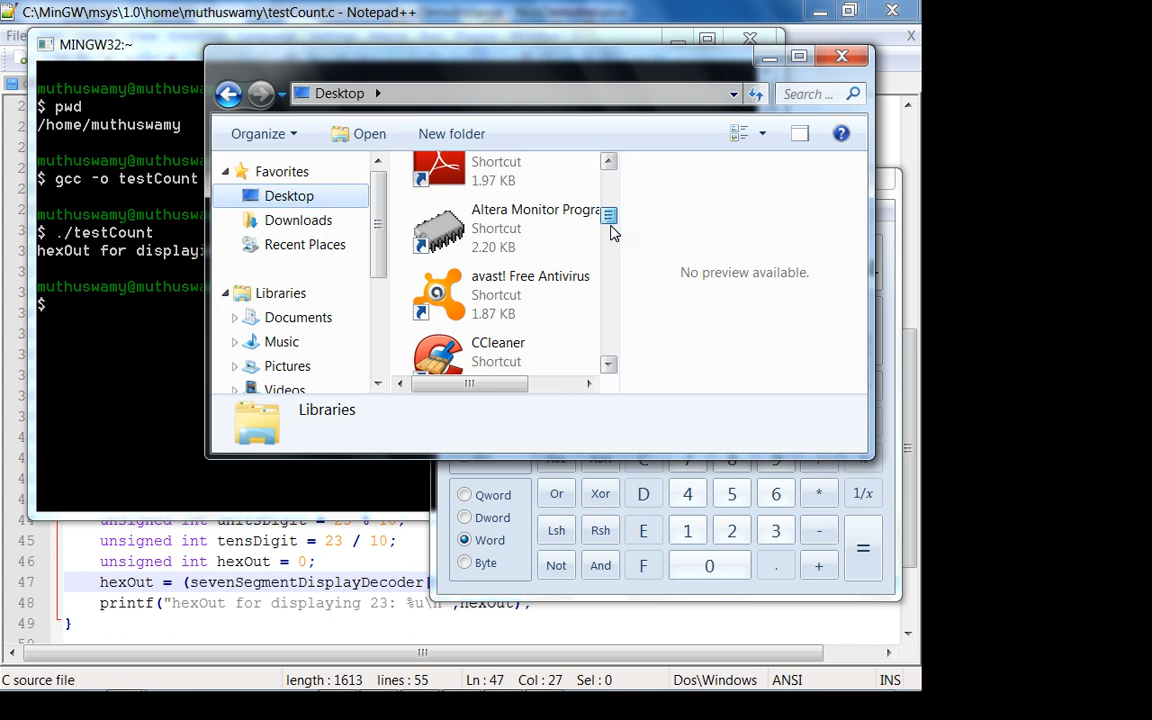 C:\MinGW\msys\1.0\home\muthuswamy\testCount.c - Notepad++
MINGW32:~
muthuswamy@muthuswa
$ pwd
/home/muthuswamy
muthuswamy@muthuswa
$ gcc -o testCount
muthuswamy@muthuswa
$ ./testCount
hexOut for display
muthuswamy@muthuswa
$
Desktop
Search ...
Organize
Open
New folder
Favorites
Desktop
Downloads
Recent Places
Libraries
Documents
Music
Pictures
Videos
Shortcut
1.97 KB
Altera Monitor Progra
Shortcut
2.20 KB
avast! Free Antivirus
Shortcut
1.87 KB
CCleaner
Shortcut
No preview available.
Libraries
Qword
Dword
Word
Byte
Or Xor D 4 5 6 * 1/x
Lsh Rsh E 1 2 3 - =
Not And F 0 . +
45 unsigned int tensDigit = 23 / 10;
46 unsigned int hexOut = 0;
47 hexOut = (sevenSegmentDisplayDecoder[
48 printf("hexOut for displaying 23: %u\n",hexOut);
49 }
C source file
length : 1613 lines : 55
Ln : 47 Col : 27 Sel : 0
Dos\Windows
ANSI
INS